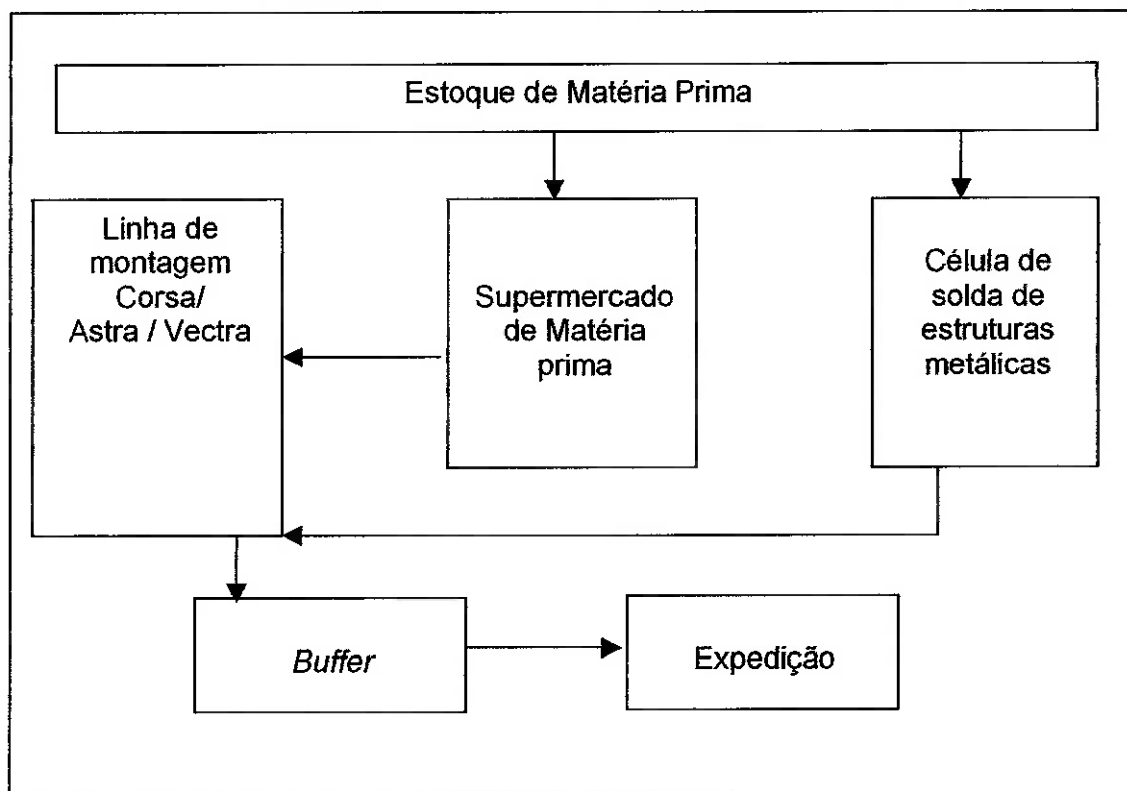 Estoque de Matéria Prima
Linha de
montagem
Corsa/
Astra / Vectra
Supermercado
de Matéria
prima
Célula de
solda de
estruturas
metálicas
Buffer
Expedição